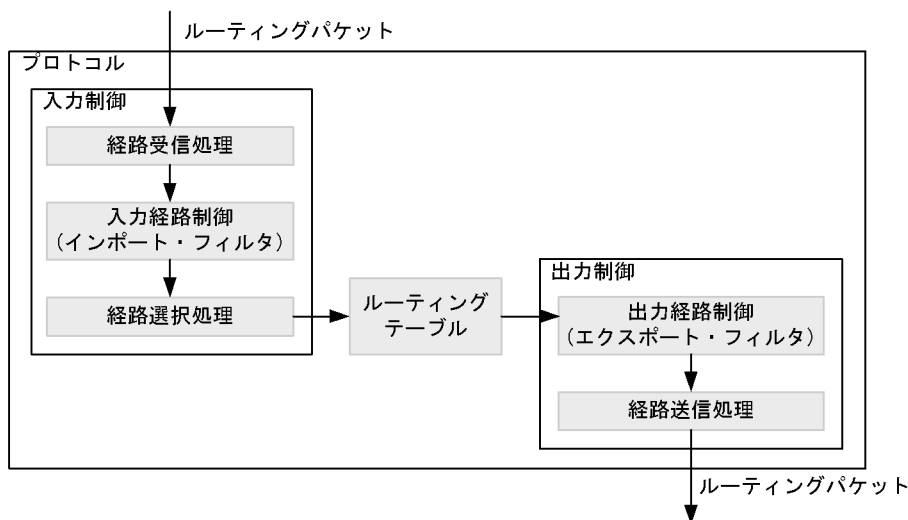 ルーティングパケット
プロトコル
入力制御
経路受信処理
入力経路制御
（インポート・フィルタ）
経路選択処理
ルーティング
テーブル
出力制御
出力経路制御
（エクスポート・フィルタ）
経路送信処理
ルーティングパケット